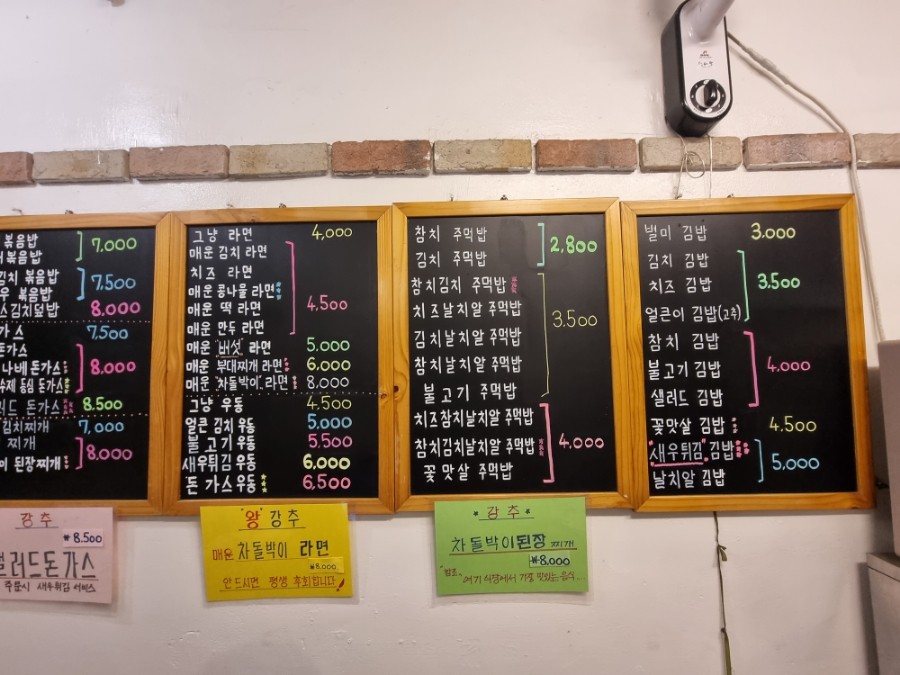 볶음밥
볶음밥
7,000
김치 볶음밥
우 볶음밥
7,500
스김치덮밥 8,000
가스 7,500
돈가스
나베 돈가스
수제 등심 돈가스
8,000
러드 돈가스 8.500
김치찌개 7,000
찌개
이 된장찌개
8,000
그냥 라면 4,000
매운 김치 라면
치즈 라면
매운 콩나물 라면
매운 떡 라면
매운 만두 라면
4,500
매운 "버섯" 라면 5,000
매운 부대찌개 라면 6,000
매운 "차돌박이" 라면 8,000
그냥 우동 4.500
얼큰 김치 우동 5,000
불고기 우동 5,500
새우튀김 우동 6,000
돈 가스 우동 6,500
참치 주먹밥
김치 주먹밥
2,800
참치김치 주먹밥
치즈날치알 주먹밥
김치날치알 주먹밥
참치날치알 주먹밥
불고기 주먹밥
3.500
치즈참치날치알 주먹밥
참치김치날치알 주먹밥
꽃 맛살 주먹밥
4,000
별미 김밥 3.000
김치 김밥
치즈 김밥
얼큰이 김밥(고추)
3.500
참치 김밥
불고기 김밥
샐러드 김밥
4,000
꽃맛살 김밥 4.500
"새우튀김" 김밥
날치알 김밥
5,000
강추
₩8.500
러드돈가스
주문시 새우튀김 서비스
"왕" 강추
매운 차돌박이 라면
₩8,000
안드시면 평생 후회합니다!
* 강추 *
차돌박이된장 찌개
₩8,000
"참고" 여기 식당에서 가장 맛있는 음식...